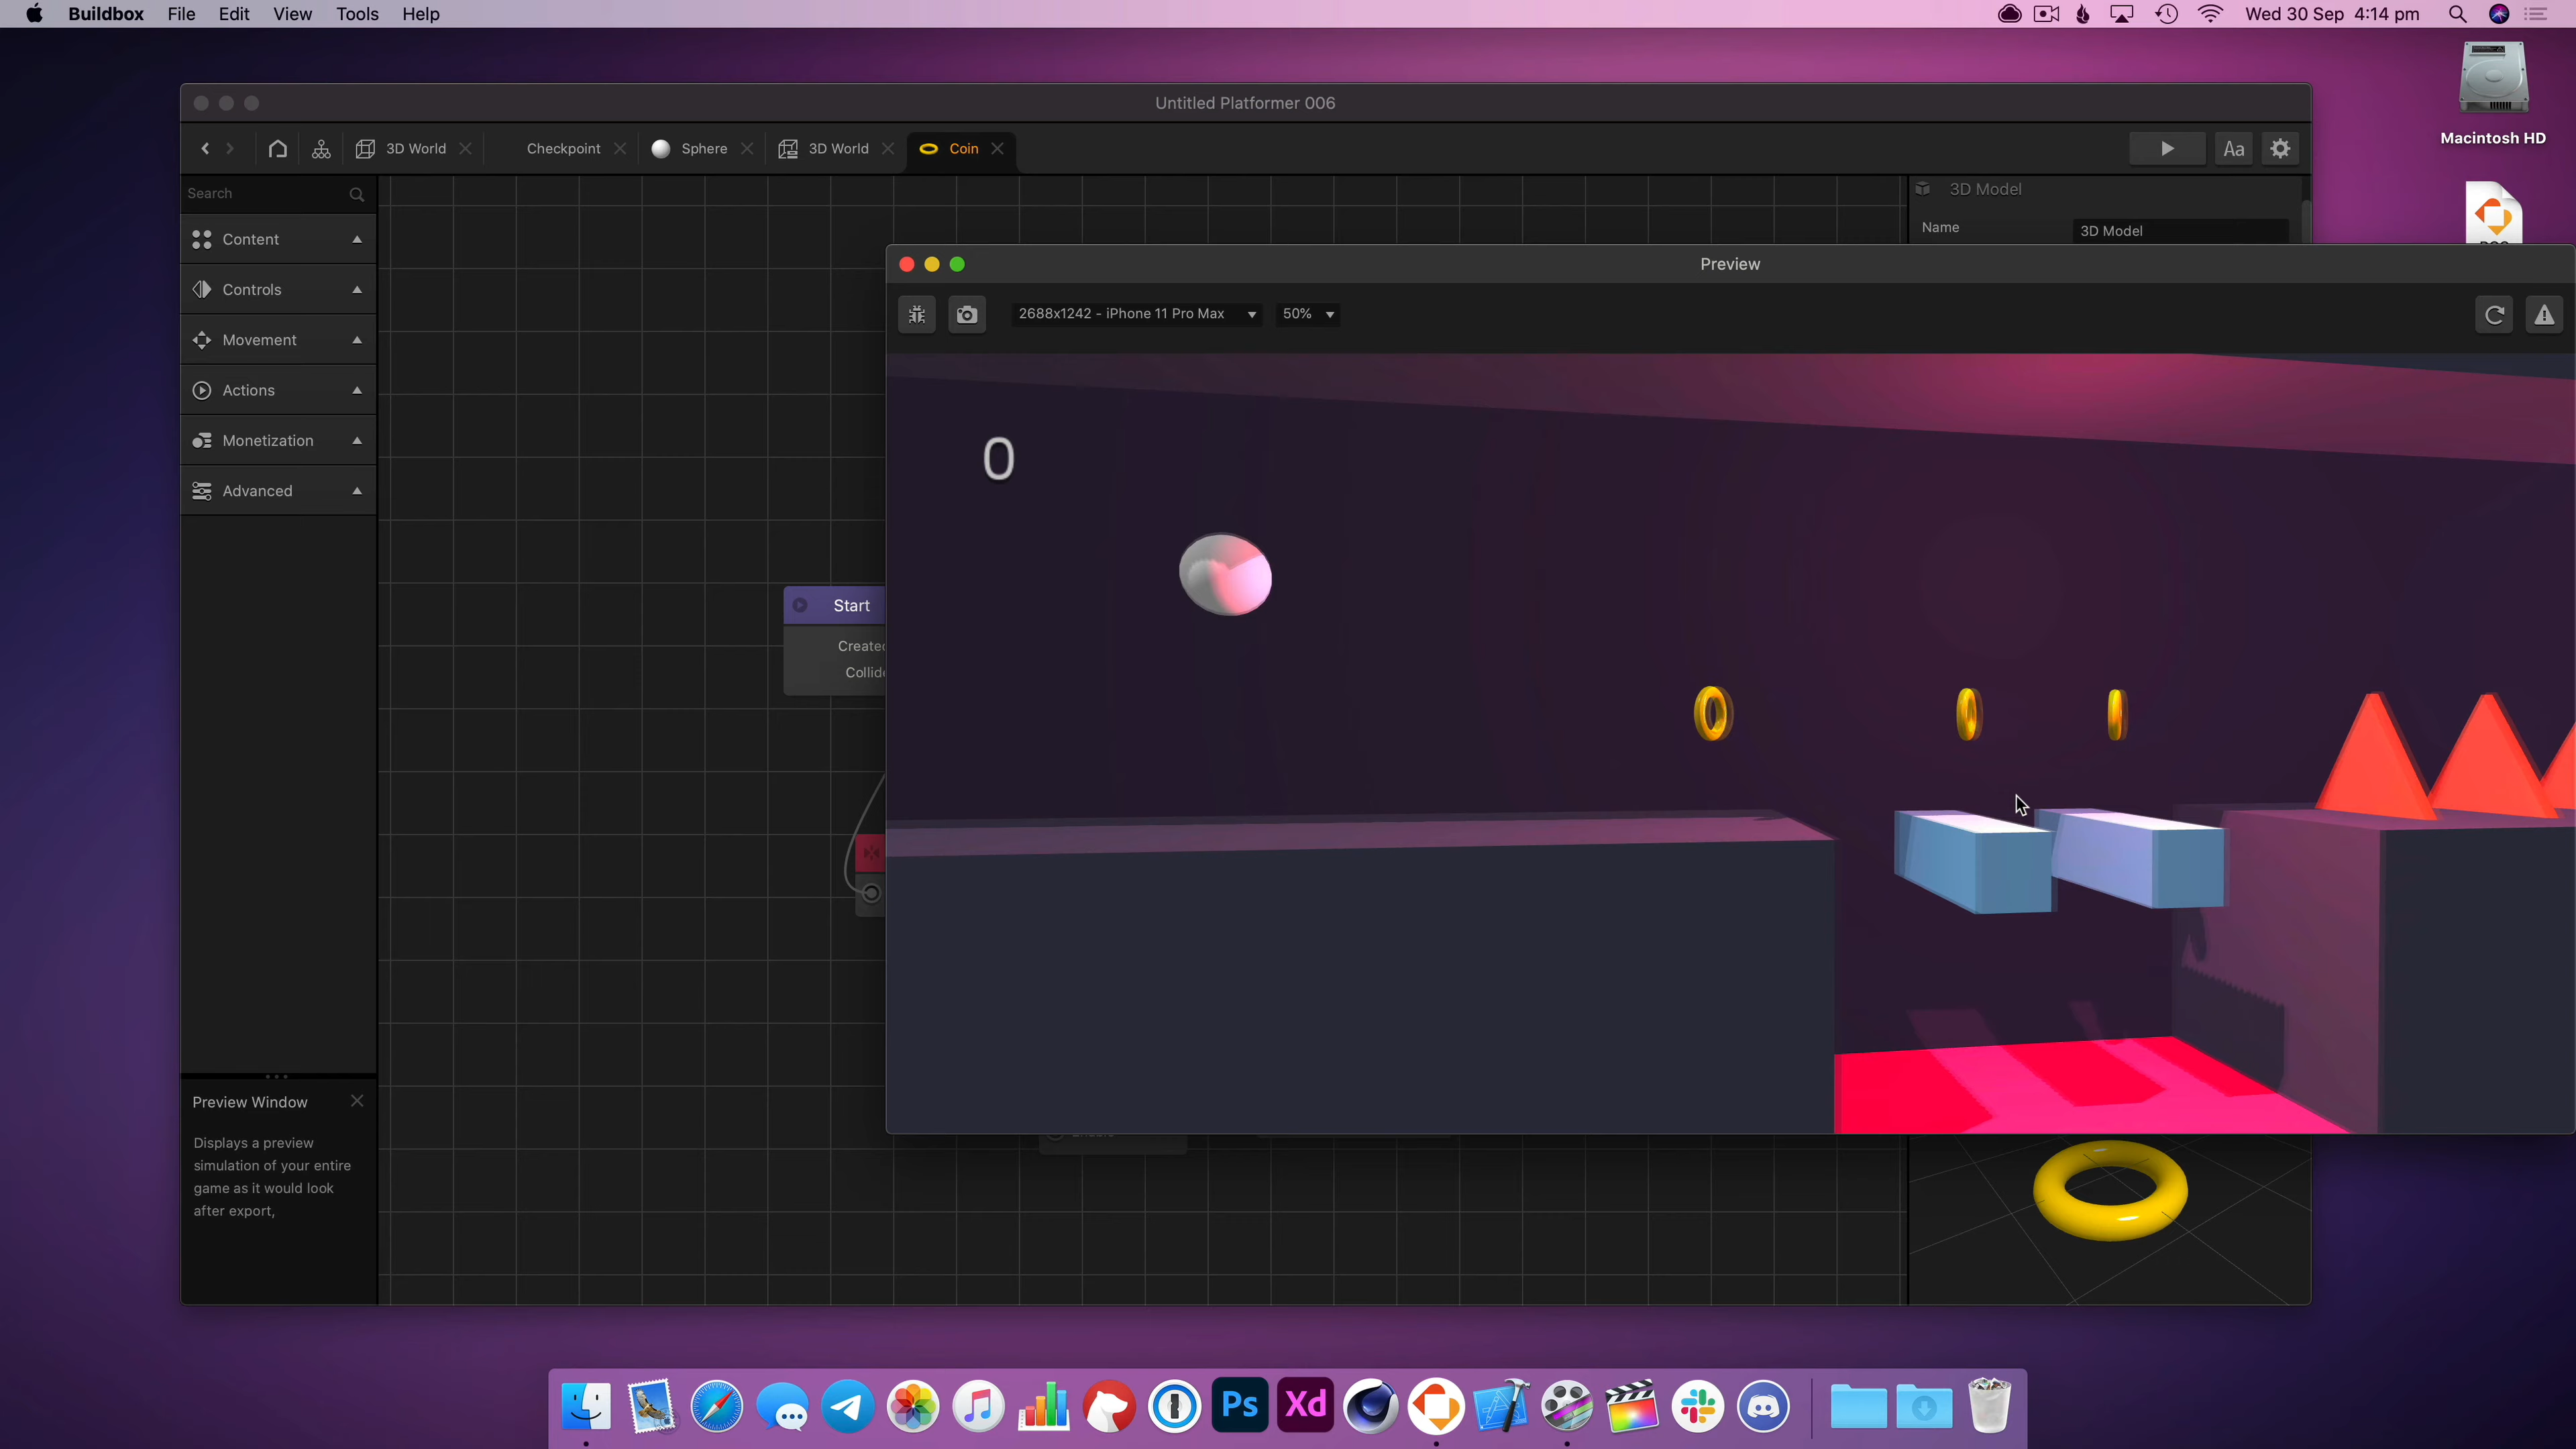 Buildbox File Edit View Tools Help
Wed 30 Sep 4:14 pm
Macintosh HD
Untitled Platformer 006
3D World
Checkpoint
Sphere
3D World
Coin
Aa
Search
Content
Controls
Movement
Actions
Monetization
Advanced
3D Model
Name
3D Model
Preview
2688x1242 - iPhone 11 Pro Max
50%
0
Start
Created
Collide
Preview Window
Displays a preview
simulation of your entire
game as it would look
after export,
Ps
Xd